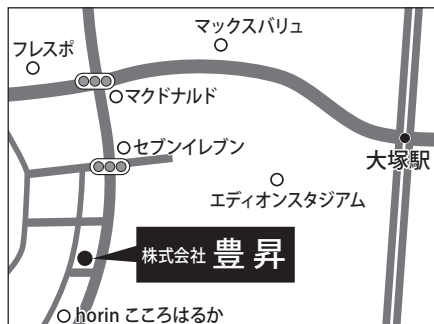 マックスバリュ
フレスポ
マクドナルド
セブンイレブン
大塚駅
エディオンスタジアム
株式会社 豊昇
horin こころはるか